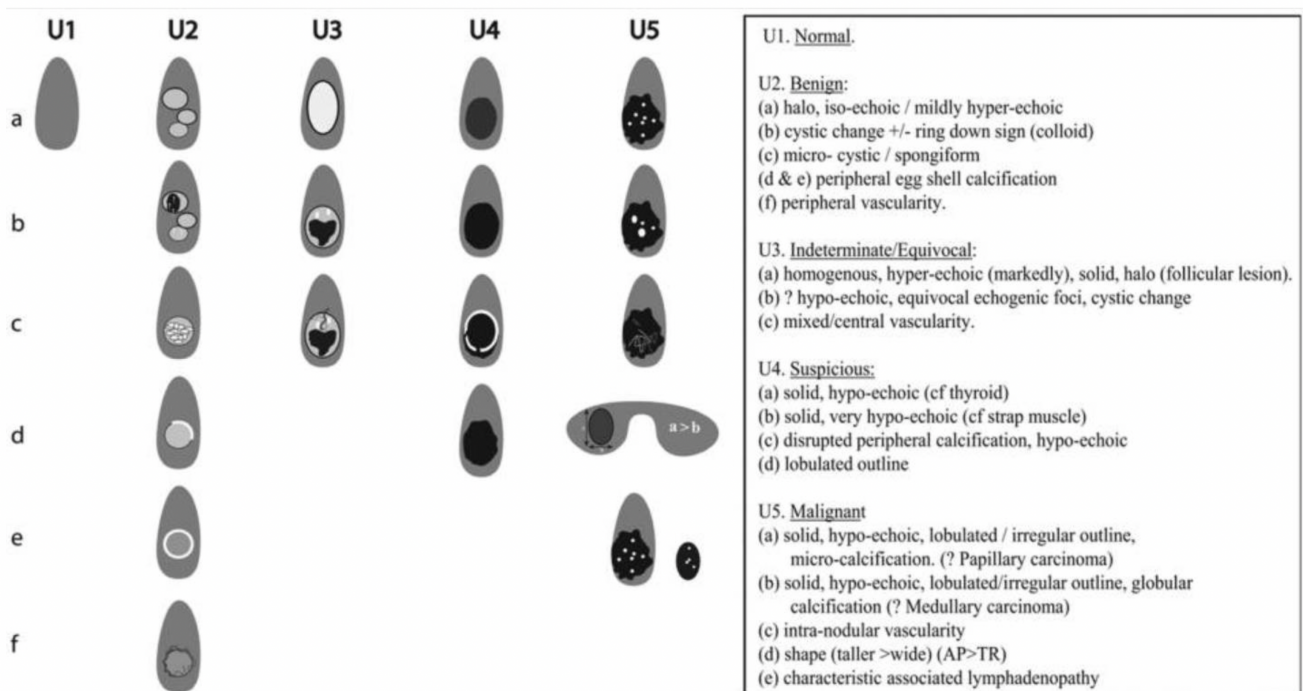 U1 U2 U3 U4 U5
a
b
c
d
a > b
e
f
U1. Normal.
U2. Benign:
(a) halo, iso-echoic / mildly hyper-echoic
(b) cystic change +/- ring down sign (colloid)
(c) micro- cystic / spongiform
(d & e) peripheral egg shell calcification
(f) peripheral vascularity.
U3. Indeterminate/Equivocal:
(a) homogenous, hyper-echoic (markedly), solid, halo (follicular lesion).
(b) ? hypo-echoic, equivocal echogenic foci, cystic change
(c) mixed/central vascularity.
U4. Suspicious:
(a) solid, hypo-echoic (cf thyroid)
(b) solid, very hypo-echoic (cf strap muscle)
(c) disrupted peripheral calcification, hypo-echoic
(d) lobulated outline
U5. Malignant
(a) solid, hypo-echoic, lobulated / irregular outline,
micro-calcification. (? Papillary carcinoma)
(b) solid, hypo-echoic, lobulated/irregular outline, globular
calcification (? Medullary carcinoma)
(c) intra-nodular vascularity
(d) shape (taller >wide) (AP>TR)
(e) characteristic associated lymphadenopathy